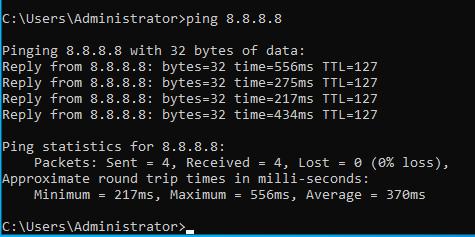 C:\Users\Administrator>ping 8.8.8.8
Pinging 8.8.8.8 with 32 bytes of data:
Reply from 8.8.8.8: bytes=32 time=556ms TTL=127
Reply from 8.8.8.8: bytes=32 time=275ms TTL=127
Reply from 8.8.8.8: bytes=32 time=217ms TTL=127
Reply from 8.8.8.8: bytes=32 time=434ms TTL=127
Ping statistics for 8.8.8.8:
    Packets: Sent = 4, Received = 4, Lost = 0 (0% loss),
Approximate round trip times in milli-seconds:
    Minimum = 217ms, Maximum = 556ms, Average = 370ms
C:\Users\Administrator>